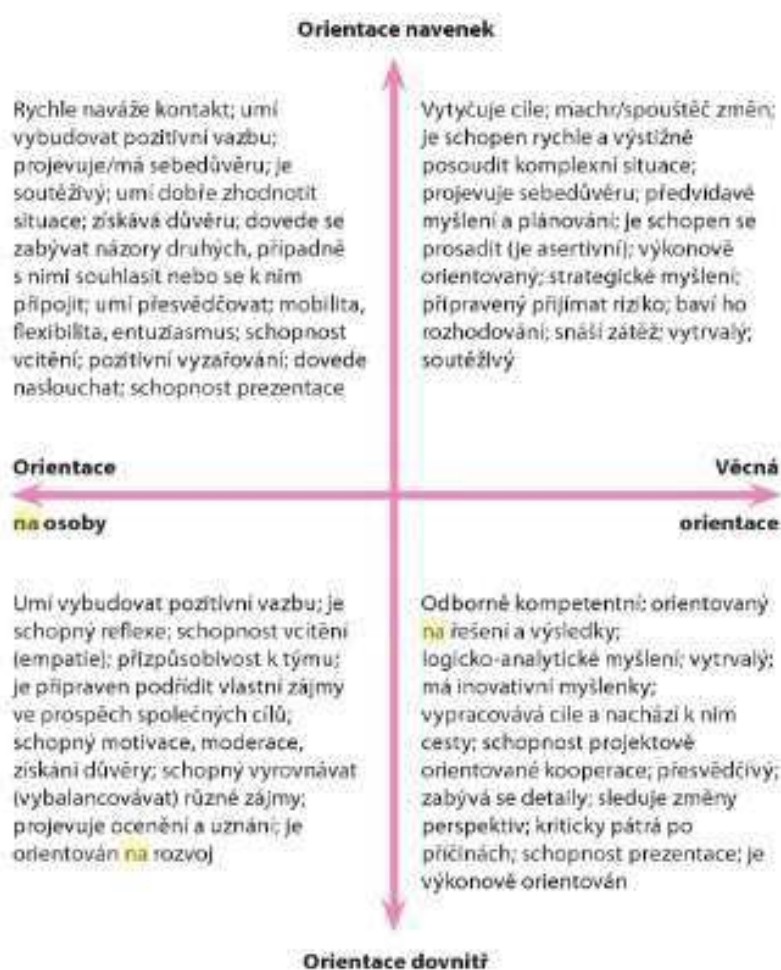 Orientace navenek
Rychle naváže kontakt; umí
vybudovat pozitivní vazbu;
projevuje/má sebedůvěru; je
soutěživý; umí dobře zhodnotit
situace; získává důvěru; dovede se
zabývat názory druhých, případně
s nimi souhlasit nebo se k nim
připojit; umí přesvědčovat; mobilita,
flexibilita, entuziasmus; schopnost
vcítění; pozitivní vyzařování; dovede
naslouchat; schopnost prezentace
Vytyčuje cíle; machr/spouštěč změn;
je schopen rychle a výstižně
posoudit komplexní situace;
projevuje sebedůvěru; předvídavé
myšlení a plánování; je schopen se
prosadit (je asertivní); výkonově
orientovaný; strategické myšlení;
připravený přijímat riziko; baví ho
rozhodování; snáší zátěž; vytrvalý;
soutěživý
Orientace
na osoby
Věcná
orientace
Umí vybudovat pozitivní vazbu; je
schopný reflexe; schopnost vcítění
(empatie); přizpůsobivost k týmu;
je připraven podřídit vlastní zájmy
ve prospěch společných cílů;
schopný motivace, moderace,
získání důvěry; schopný vyrovnávat
(vybalancovávat) různé zájmy;
projevuje ocenění a uznání; je
orientován na rozvoj
Odborně kompetentní; orientovaný
na řešení a výsledky;
logicko-analytické myšlení; vytrvalý;
má inovativní myšlenky;
vypracovává cíle a nachází k nim
cesty; schopnost projektově
orientované kooperace; přesvědčivý;
zabývá se detaily; sleduje změny
perspektiv; kriticky pátrá po
příčinách; schopnost prezentace; je
výkonově orientován
Orientace dovnitř